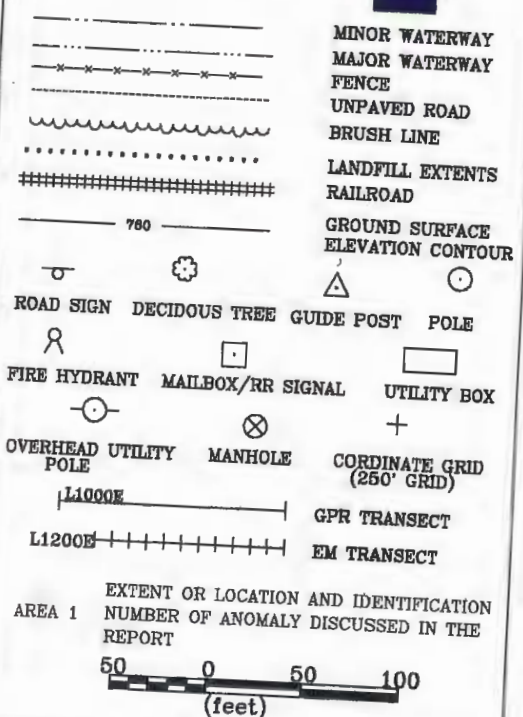 MINOR WATERWAY
MAJOR WATERWAY
FENCE
UNPAVED ROAD
BRUSH LINE
LANDFILL EXTENTS
RAILROAD
760
GROUND SURFACE
ELEVATION CONTOUR
ROAD SIGN DECIDOUS TREE GUIDE POST POLE
FIRE HYDRANT MAILBOX/RR SIGNAL UTILITY BOX
OVERHEAD UTILITY
POLE
MANHOLE
CORDINATE GRID
(250' GRID)
L1000E GPR TRANSECT
L1200E EM TRANSECT
AREA 1
EXTENT OR LOCATION AND IDENTIFICATION
NUMBER OF ANOMALY DISCUSSED IN THE
REPORT
50 0 50 100
(feet)